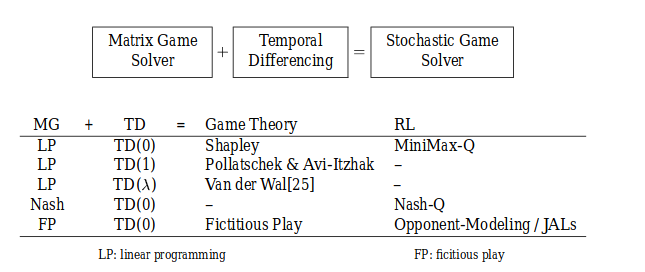 Matrix Game Solver + Temporal Differencing = Stochastic Game Solver
MG + TD = Game Theory RL
LP TD(0) Shapley MiniMax-Q
LP TD(1) Pollatschek & Avi-Itzhak –
LP TD(λ) Van der Wal[25] –
Nash TD(0) – Nash-Q
FP TD(0) Fictitious Play Opponent-Modeling / JALs
LP: linear programming FP: ficitious play